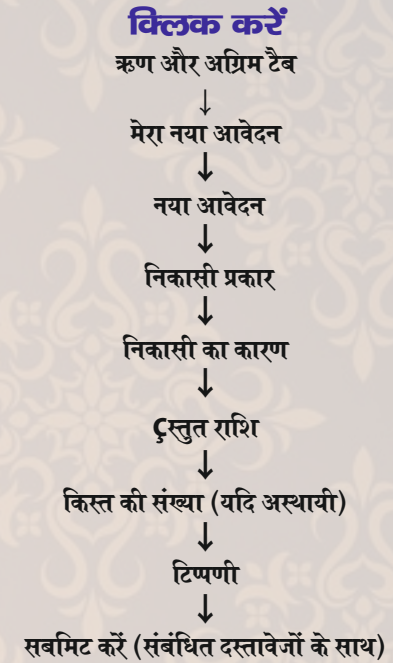 क्लिक करें
ऋण और अग्रिम टैब
↓
मेरा नया आवेदन
↓
नया आवेदन
↓
निकासी प्रकार
↓
निकासी का कारण
↓
Çस्तुत राशि
↓
किस्त की संख्या (यदि अस्थायी)
↓
टिप्पणी
↓
सबमिट करें (संबंधित दस्तावेजों के साथ)